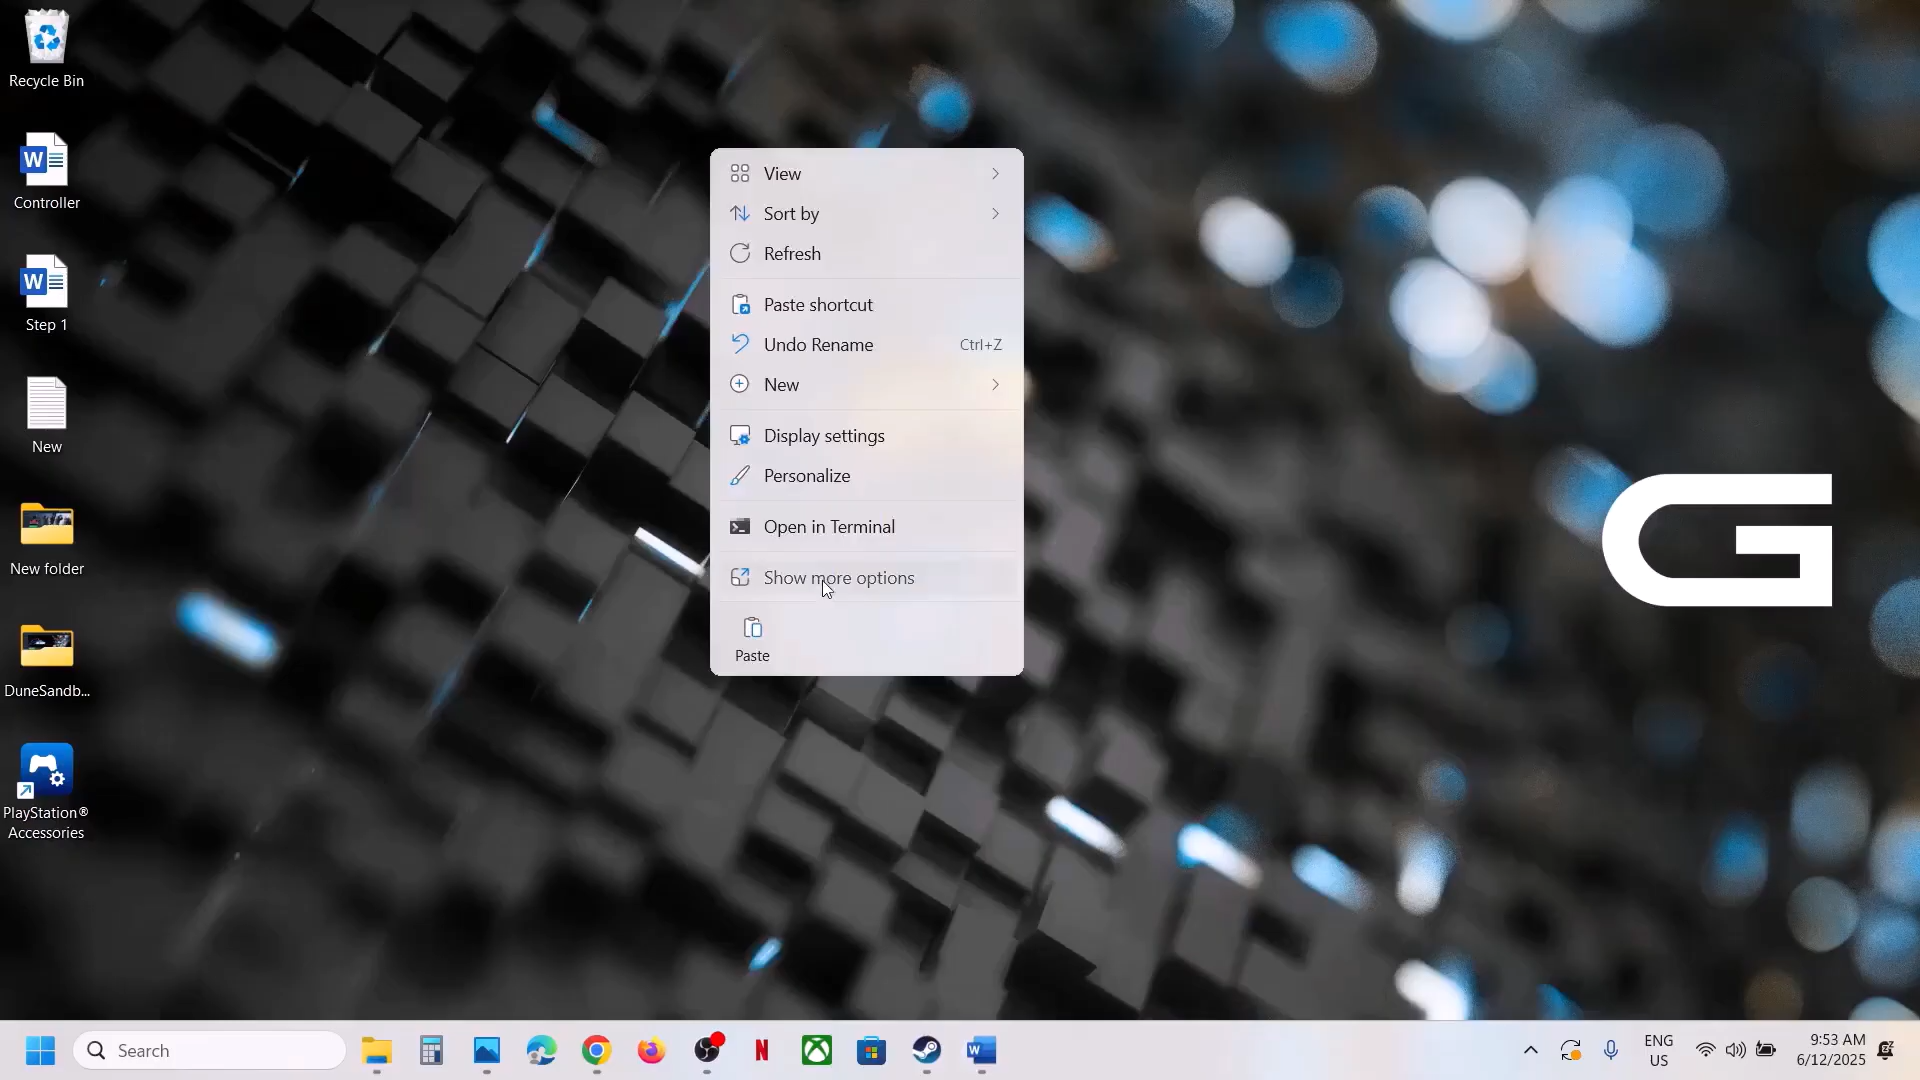 Recycle Bin
Controller
Step 1
New
New folder
DuneSandb...
PlayStation®
Accessories
View
Sort by
Refresh
Paste shortcut
Undo Rename Ctrl+Z
New
Display settings
Personalize
Open in Terminal
Show more options
Paste
G
Search
ENG
US
9:53 AM
6/12/2025